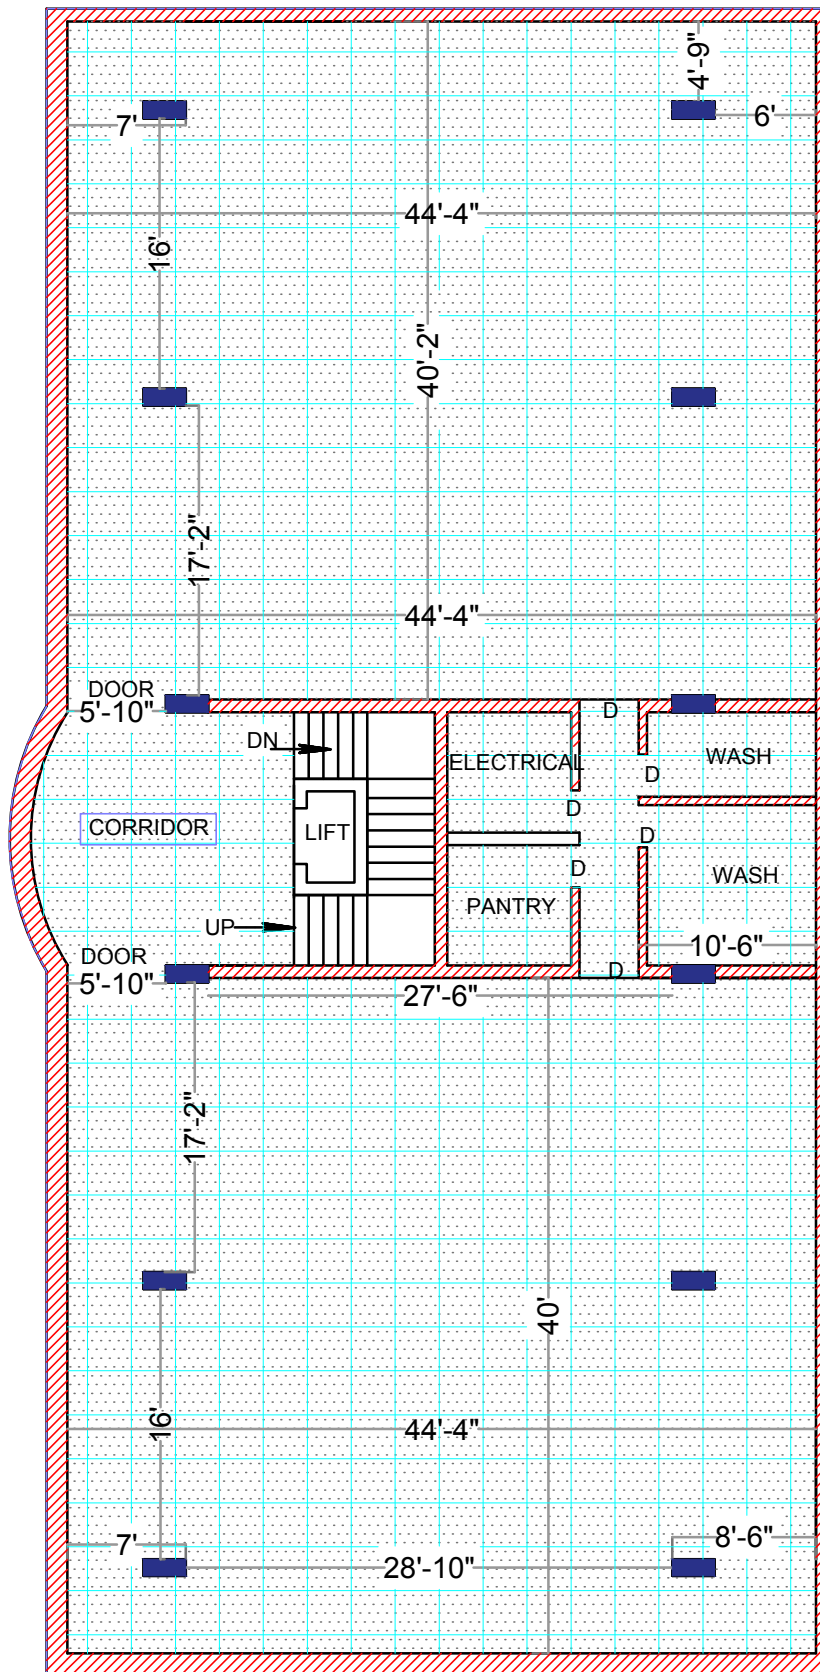 4'-9"
7'
6'
44'-4"
16'
40'-2"
17'-2"
44'-4"
DOOR
5'-10"
D
DN
ELECTRICAL
WASH
D
D
CORRIDOR
LIFT
D
D
WASH
PANTRY
UP
10'-6"
DOOR
5'-10"
D
27'-6"
17'-2"
40'
16'
44'-4"
7'
8'-6"
28'-10"